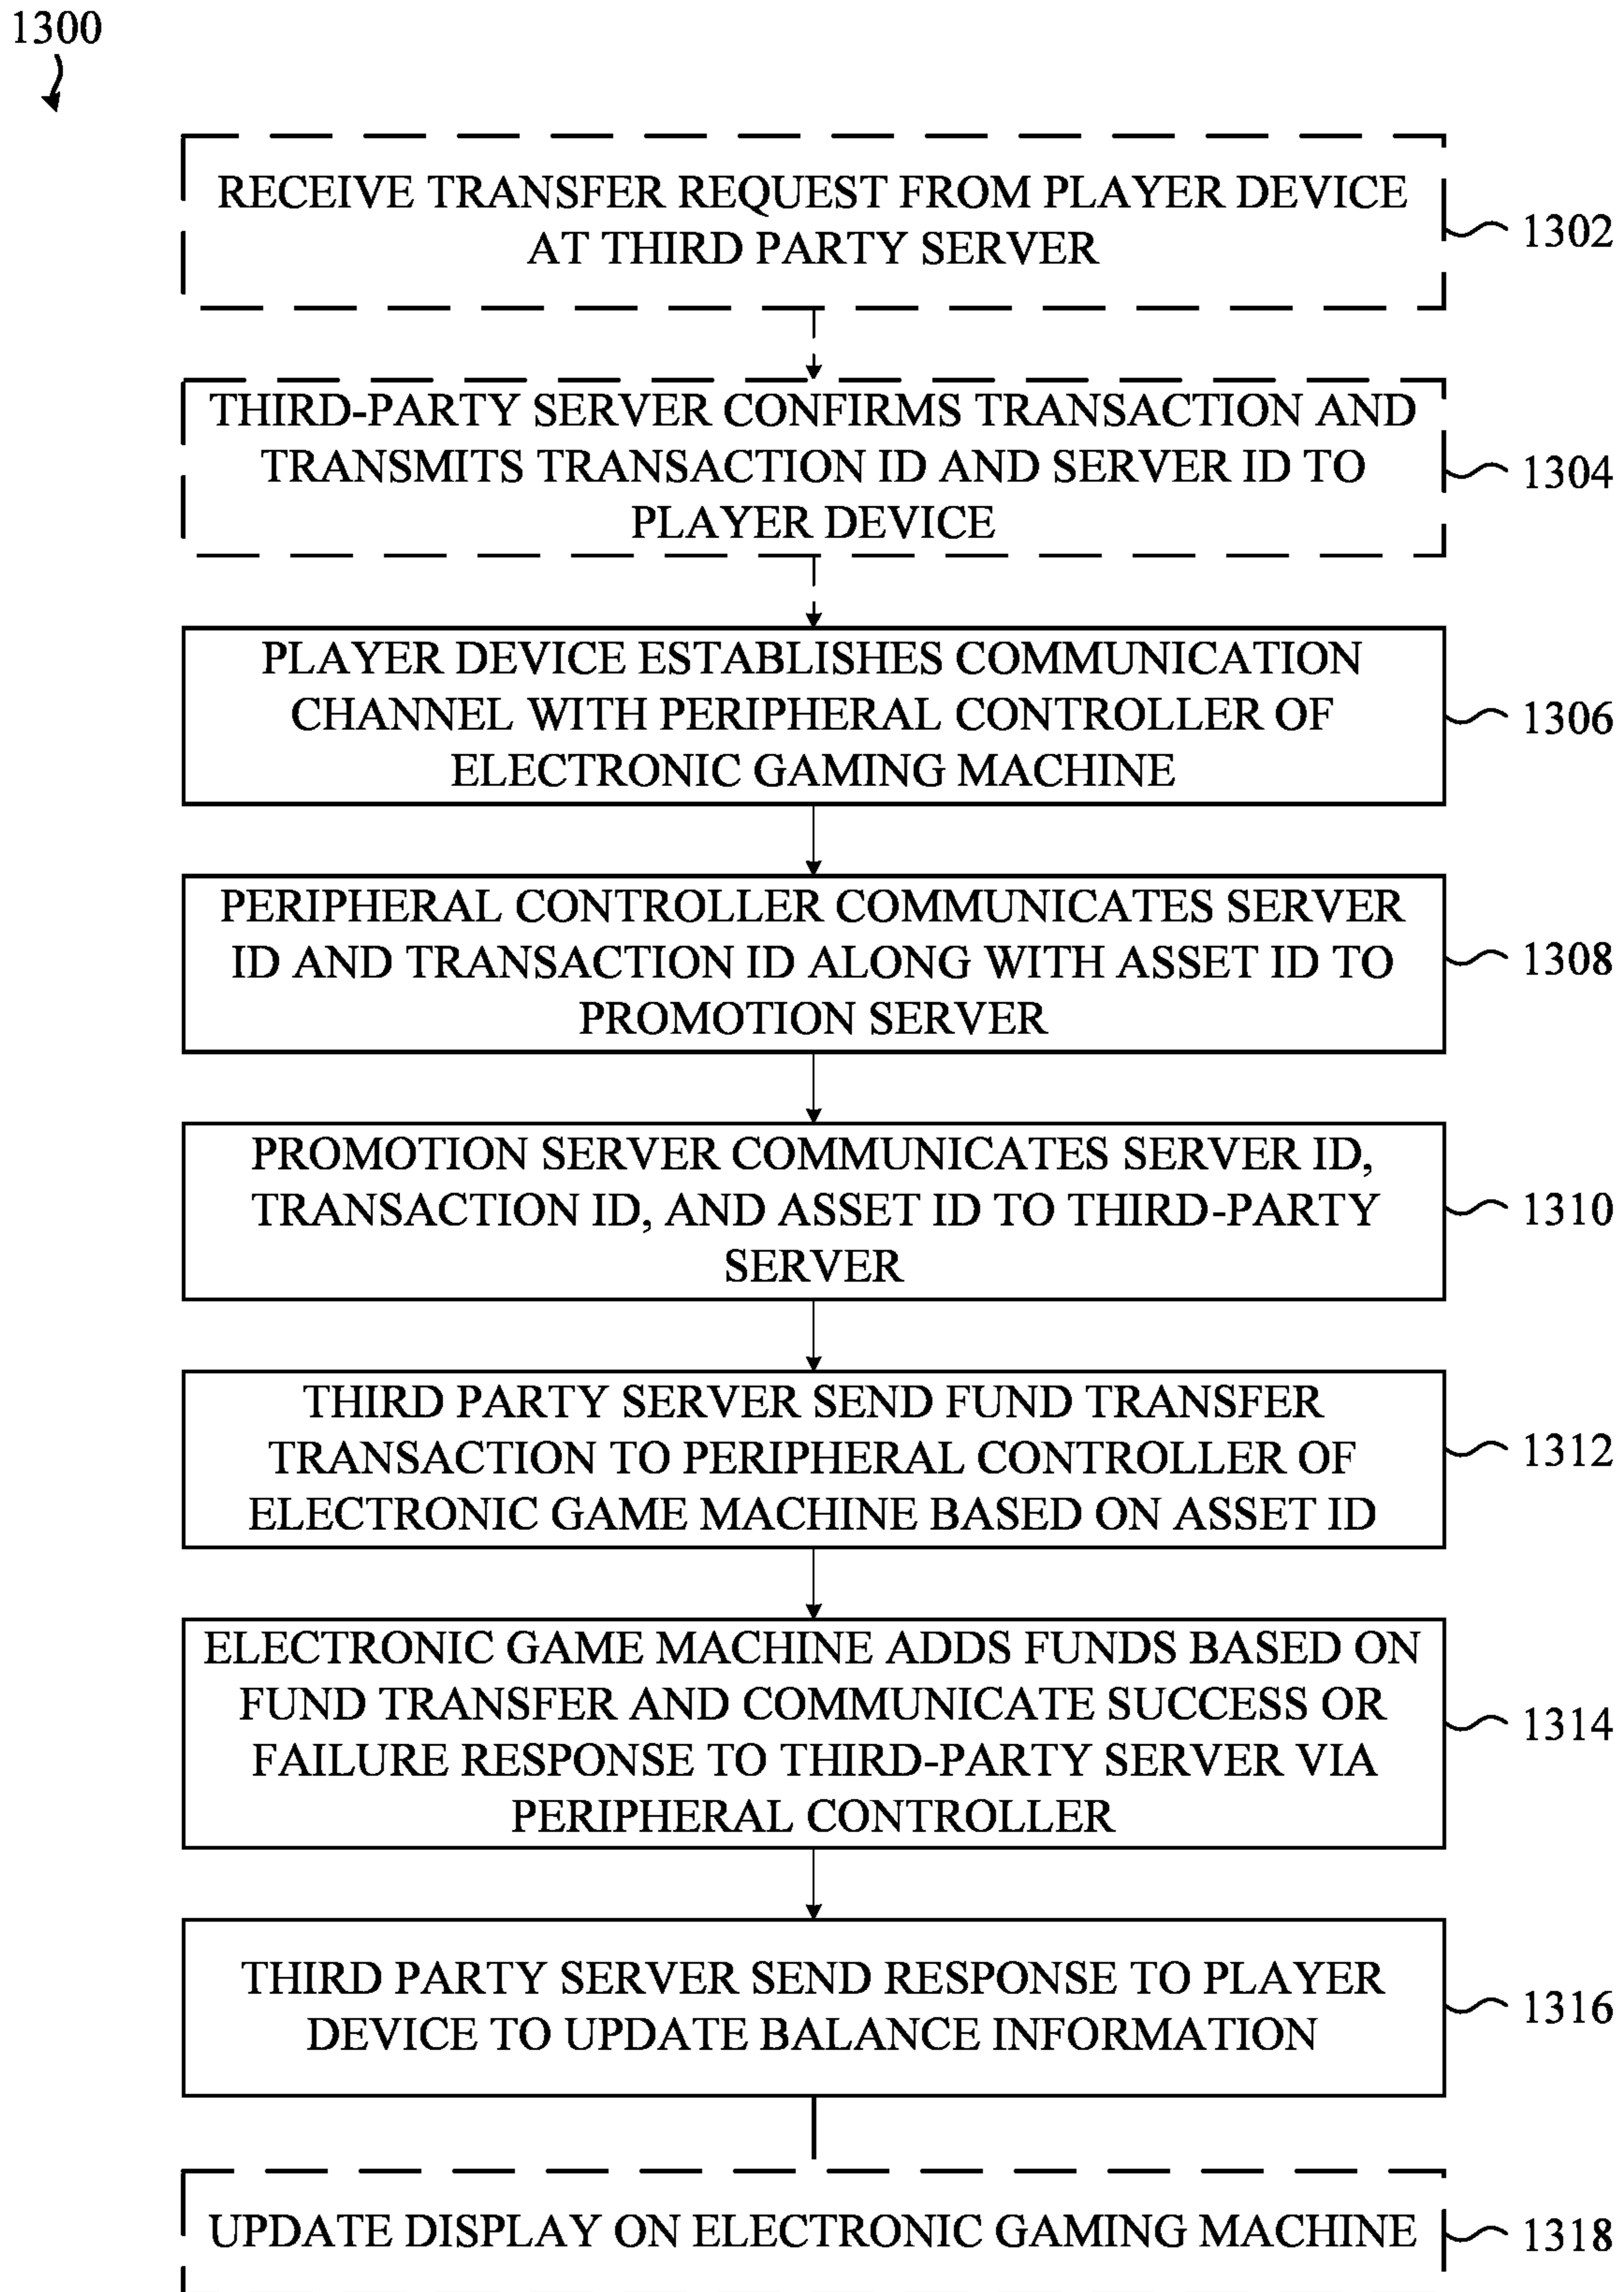 1300
RECEIVE TRANSFER REQUEST FROM PLAYER DEVICE
AT THIRD PARTY SERVER
1302
THIRD-PARTY SERVER CONFIRMS TRANSACTION AND
TRANSMITS TRANSACTION ID AND SERVER ID TO
PLAYER DEVICE
1304
PLAYER DEVICE ESTABLISHES COMMUNICATION
CHANNEL WITH PERIPHERAL CONTROLLER OF
ELECTRONIC GAMING MACHINE
1306
PERIPHERAL CONTROLLER COMMUNICATES SERVER
ID AND TRANSACTION ID ALONG WITH ASSET ID TO
PROMOTION SERVER
1308
PROMOTION SERVER COMMUNICATES SERVER ID,
TRANSACTION ID, AND ASSET ID TO THIRD-PARTY
SERVER
1310
THIRD PARTY SERVER SEND FUND TRANSFER
TRANSACTION TO PERIPHERAL CONTROLLER OF
ELECTRONIC GAME MACHINE BASED ON ASSET ID
1312
ELECTRONIC GAME MACHINE ADDS FUNDS BASED ON
FUND TRANSFER AND COMMUNICATE SUCCESS OR
FAILURE RESPONSE TO THIRD-PARTY SERVER VIA
PERIPHERAL CONTROLLER
1314
THIRD PARTY SERVER SEND RESPONSE TO PLAYER
DEVICE TO UPDATE BALANCE INFORMATION
1316
UPDATE DISPLAY ON ELECTRONIC GAMING MACHINE
1318